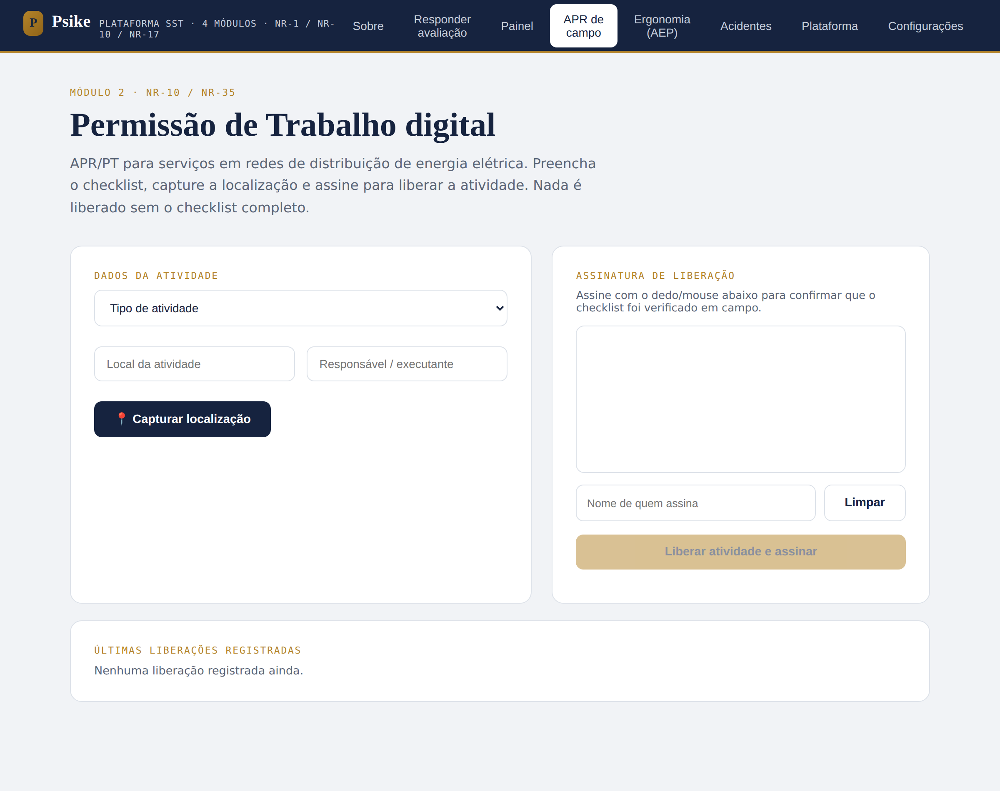 P
Psike
PLATAFORMA SST · 4 MÓDULOS · NR-1 / NR-
10 / NR-17
Sobre
Responder
avaliação
Painel
APR de
campo
Ergonomia
(AEP)
Acidentes
Plataforma
Configurações
MÓDULO 2 · NR-10 / NR-35
Permissão de Trabalho digital
APR/PT para serviços em redes de distribuição de energia elétrica. Preencha
o checklist, capture a localização e assine para liberar a atividade. Nada é
liberado sem o checklist completo.
DADOS DA ATIVIDADE
Tipo de atividade
Local da atividade
Responsável / executante
📍 Capturar localização
ASSINATURA DE LIBERAÇÃO
Assine com o dedo/mouse abaixo para confirmar que o
checklist foi verificado em campo.
Nome de quem assina
Limpar
Liberar atividade e assinar
ÚLTIMAS LIBERAÇÕES REGISTRADAS
Nenhuma liberação registrada ainda.